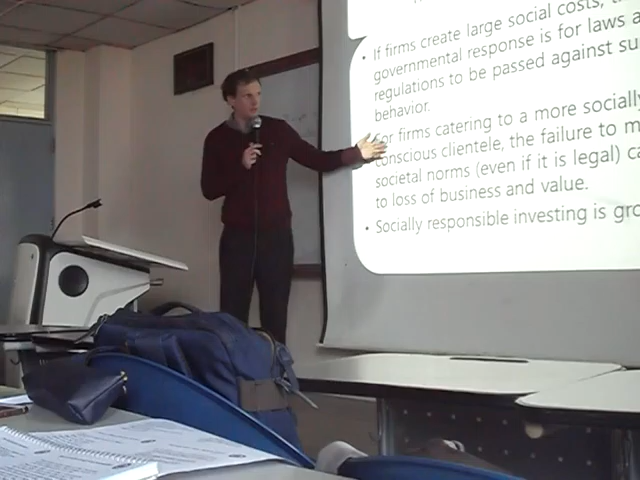 • If firms create large social costs,
governmental response is for laws a
regulations to be passed against su
behavior.
For firms catering to a more socially
conscious clientele, the failure to m
societal norms (even if it is legal) ca
to loss of business and value.
• Socially responsible investing is gro